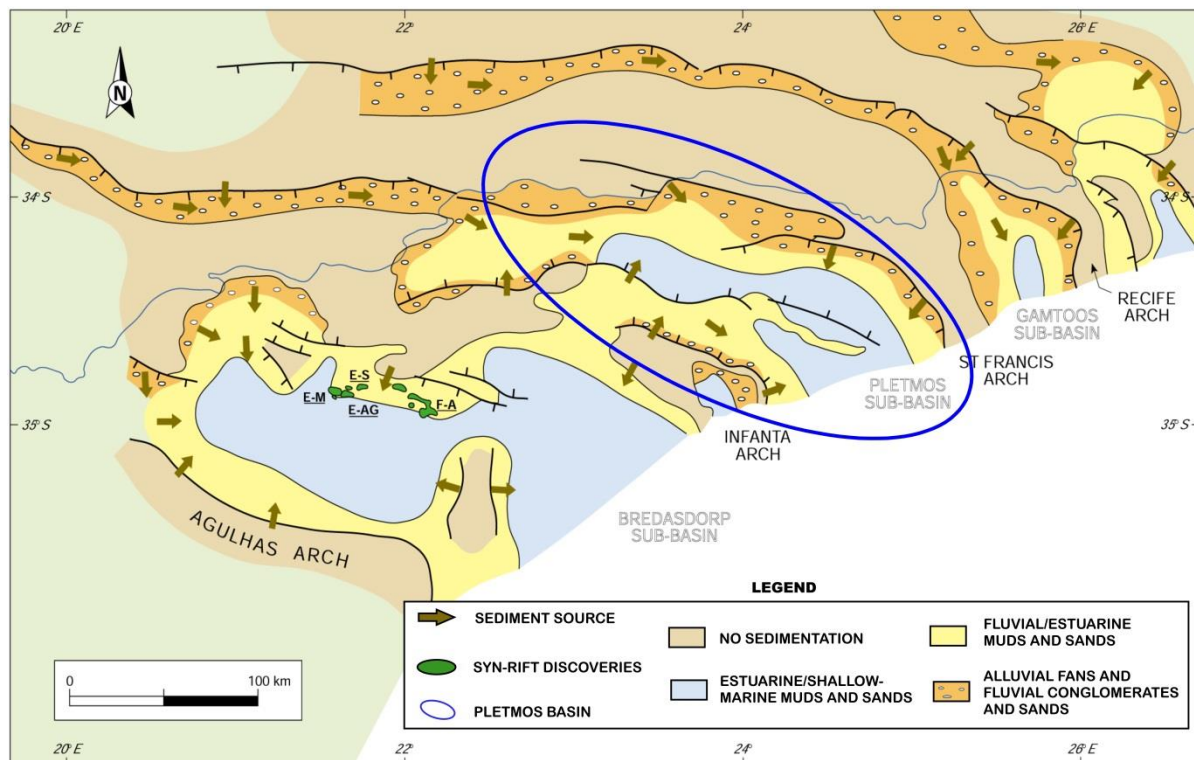 20° E
22
24
26° E
N
34° S
34° S
RECIFE
ARCH
GAMTOOS
SUB-BASIN
ST FRANCIS
ARCH
PLETMOS
SUB-BASIN
E-S
E-M
E-AG
F-A
35° S
35° S
INFANTA
ARCH
BREDASDORP
SUB-BASIN
AGULHAS ARCH
LEGEND
SEDIMENT SOURCE
SYN-RIFT DISCOVERIES
PLETMOS BASIN
NO SEDIMENTATION
ESTUARINE/SHALLOW-
MARINE MUDS AND SANDS
FLUVIAL/ESTUARINE
MUDS AND SANDS
ALLUVIAL FANS AND
FLUVIAL CONGLOMERATES
AND SANDS
0
100 km
20° E
22
24
26° E